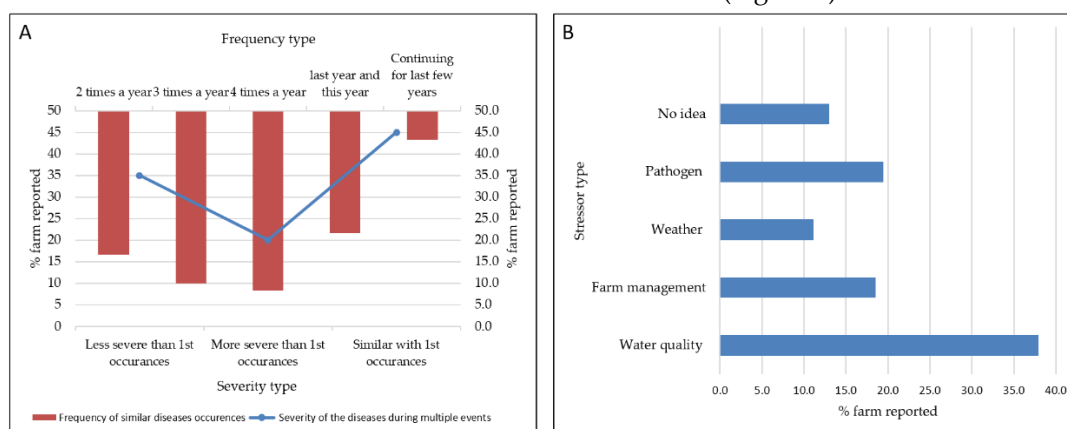 A
Frequency type
2 times a year 3 times a year 4 times a year last year and this year Continuing for last few years
50 50.0
45 45.0
40 40.0
35 35.0
30 30.0
25 25.0
20 20.0
15 15.0
10 10.0
5 5.0
0 0.0
% farm reported
% farm reported
Less severe than 1st occurances More severe than 1st occurances Similar with 1st occurances
Severity type
Frequency of similar diseases occurences Severity of the diseases during multiple events
B
Stressor type
No idea
Pathogen
Weather
Farm management
Water quality
0.0 5.0 10.0 15.0 20.0 25.0 30.0 35.0 40.0
% farm reported